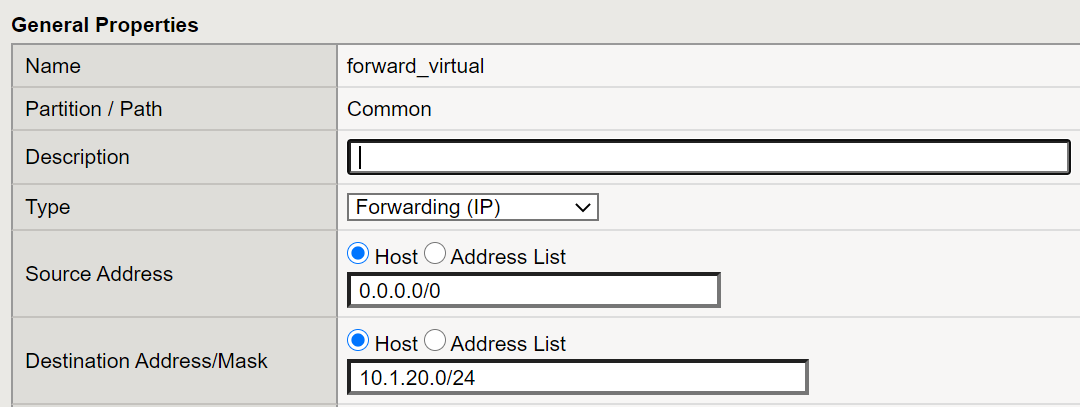 General Properties
Name forward_virtual
Partition / Path Common
Description
Type Forwarding (IP)
Source Address Host Address List
0.0.0.0/0
Destination Address/Mask Host Address List
10.1.20.0/24